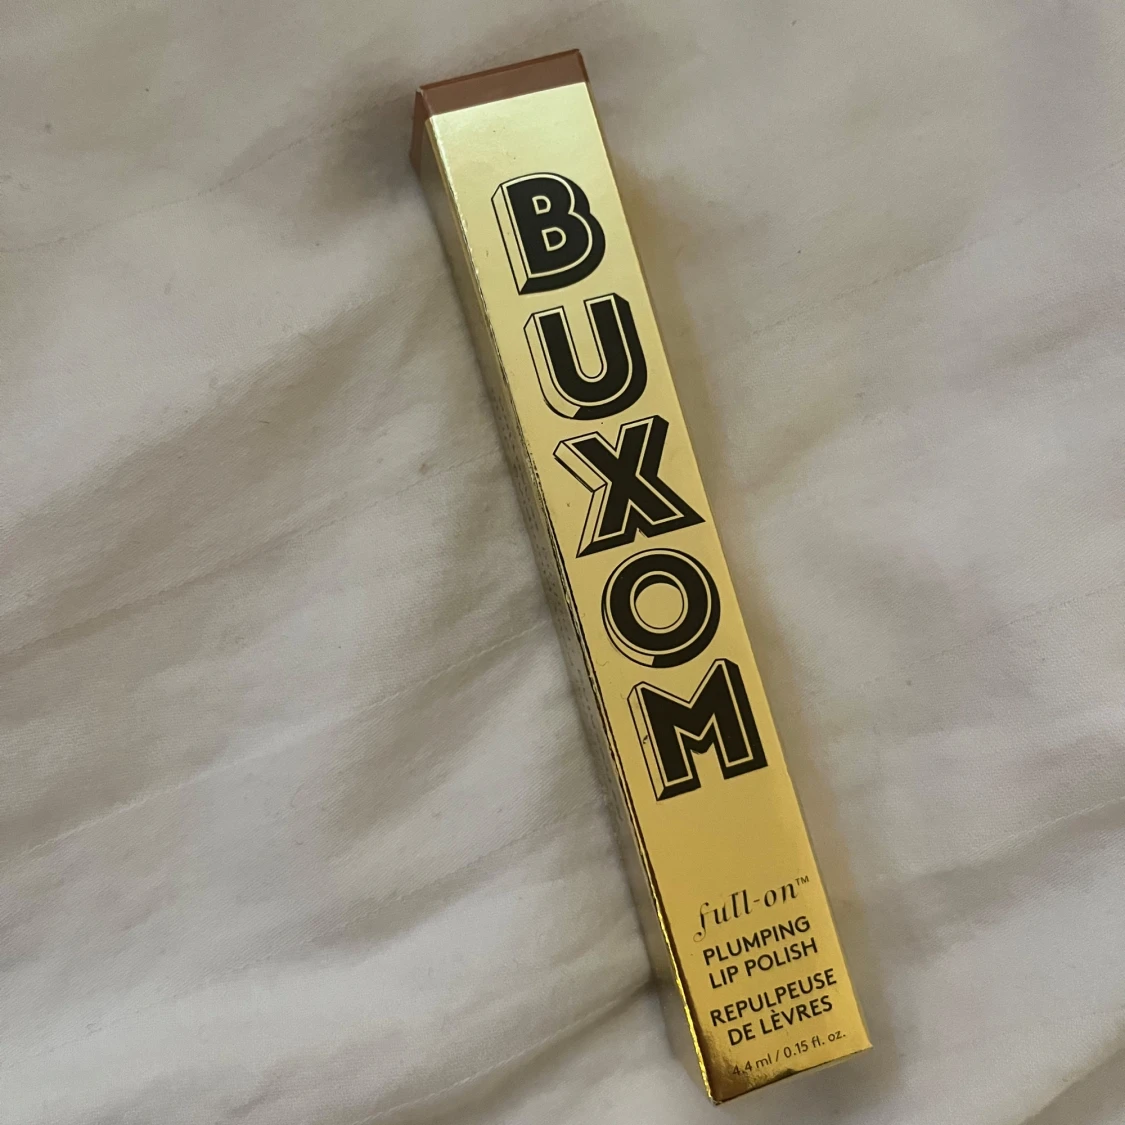 BUXOM
full-on™
PLUMPING
LIP POLISH
REPULPEUSE
DE LÈVRES
4.4 ml / 0.15 fl. oz.